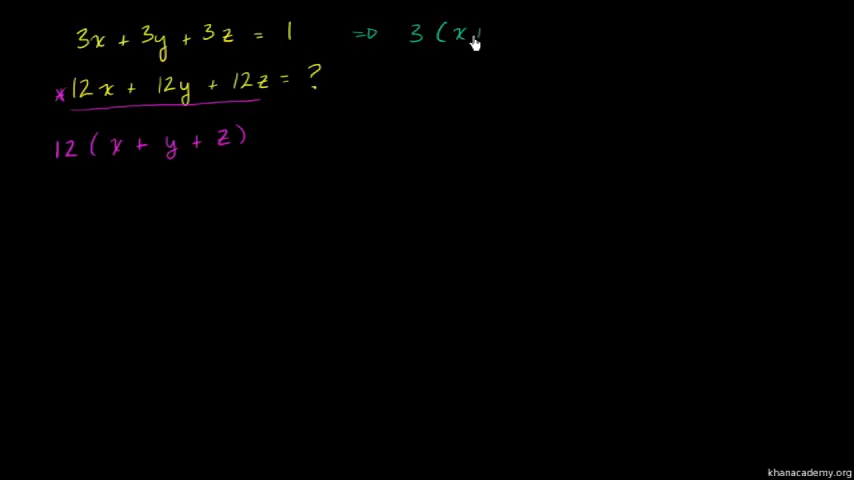 3x + 3y + 3z = 1 ⇒ 3(x
*12x + 12y + 12z = ?
12(x + y + z)
khanacademy.org